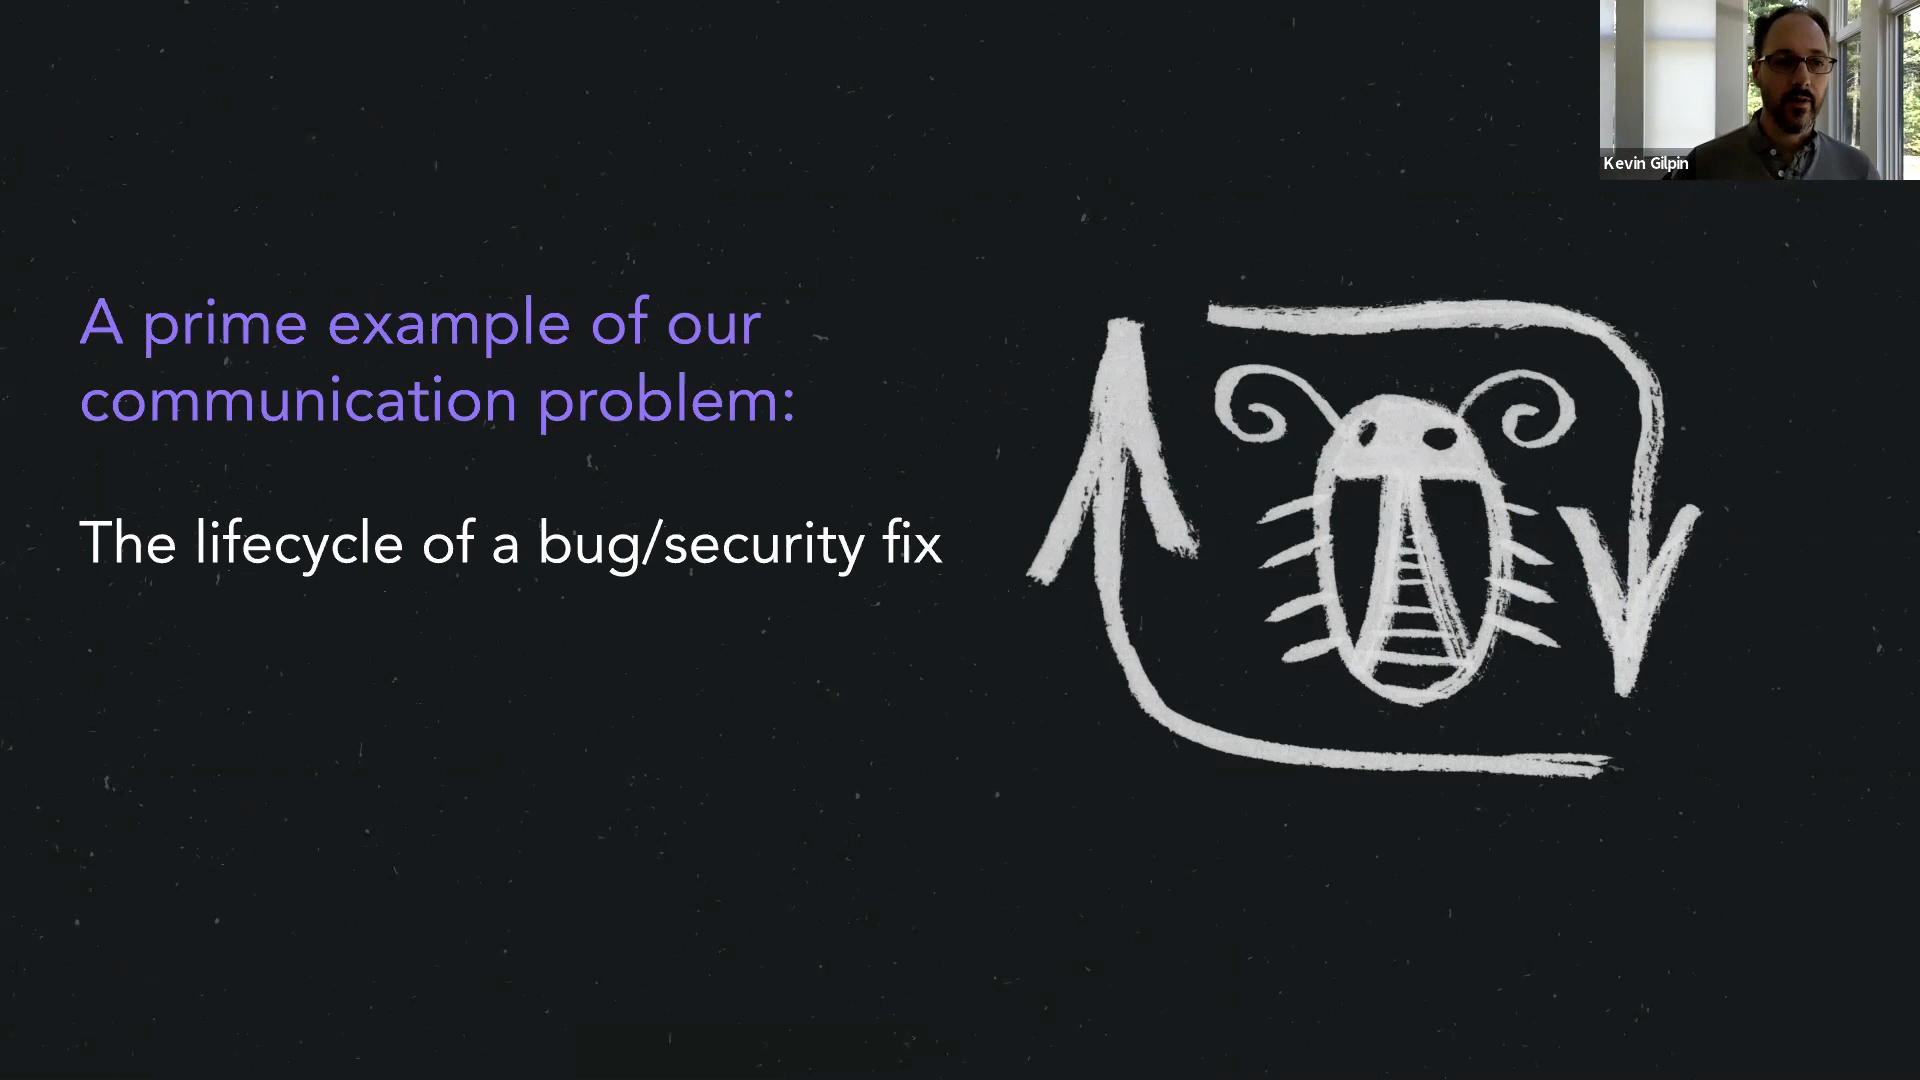 A prime example of our
communication problem:
The lifecycle of a bug/security fix
Kevin Gilpin